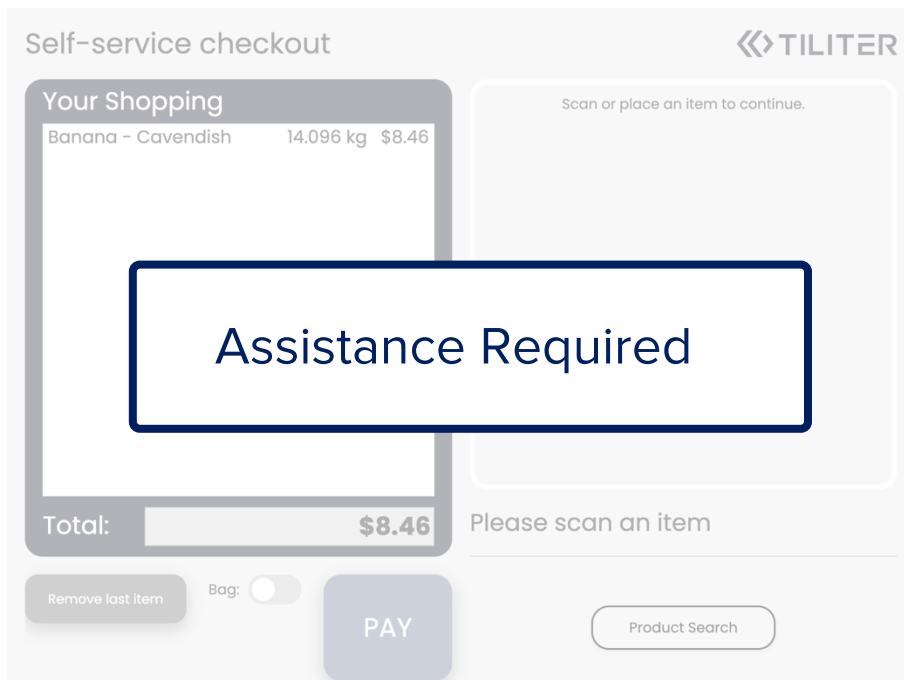 Self-service checkout
TILITER
Your Shopping
Banana - Cavendish 14.096 kg $8.46
Scan or place an item to continue.
Assistance Required
Total: $8.46
Please scan an item
Remove last item
Bag:
PAY
Product Search